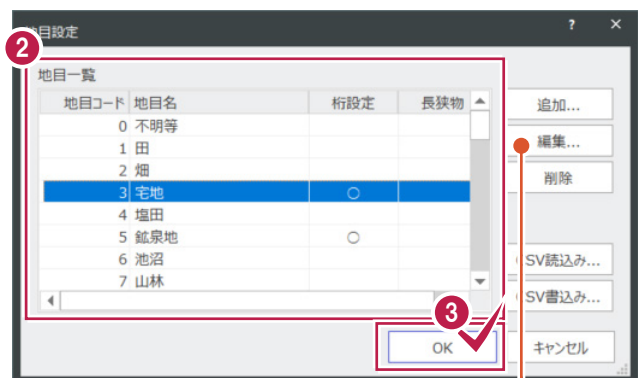 地目設定
? ×
2
地目一覧
地目コード 地目名 桁設定 長狭物
0 不明等
1 田
2 畑
3 宅地 ○
4 塩田
5 鉱泉地 ○
6 池沼
7 山林
追加...
編集...
削除
SV読込み...
SV書込み...
3
OK
キャンセル